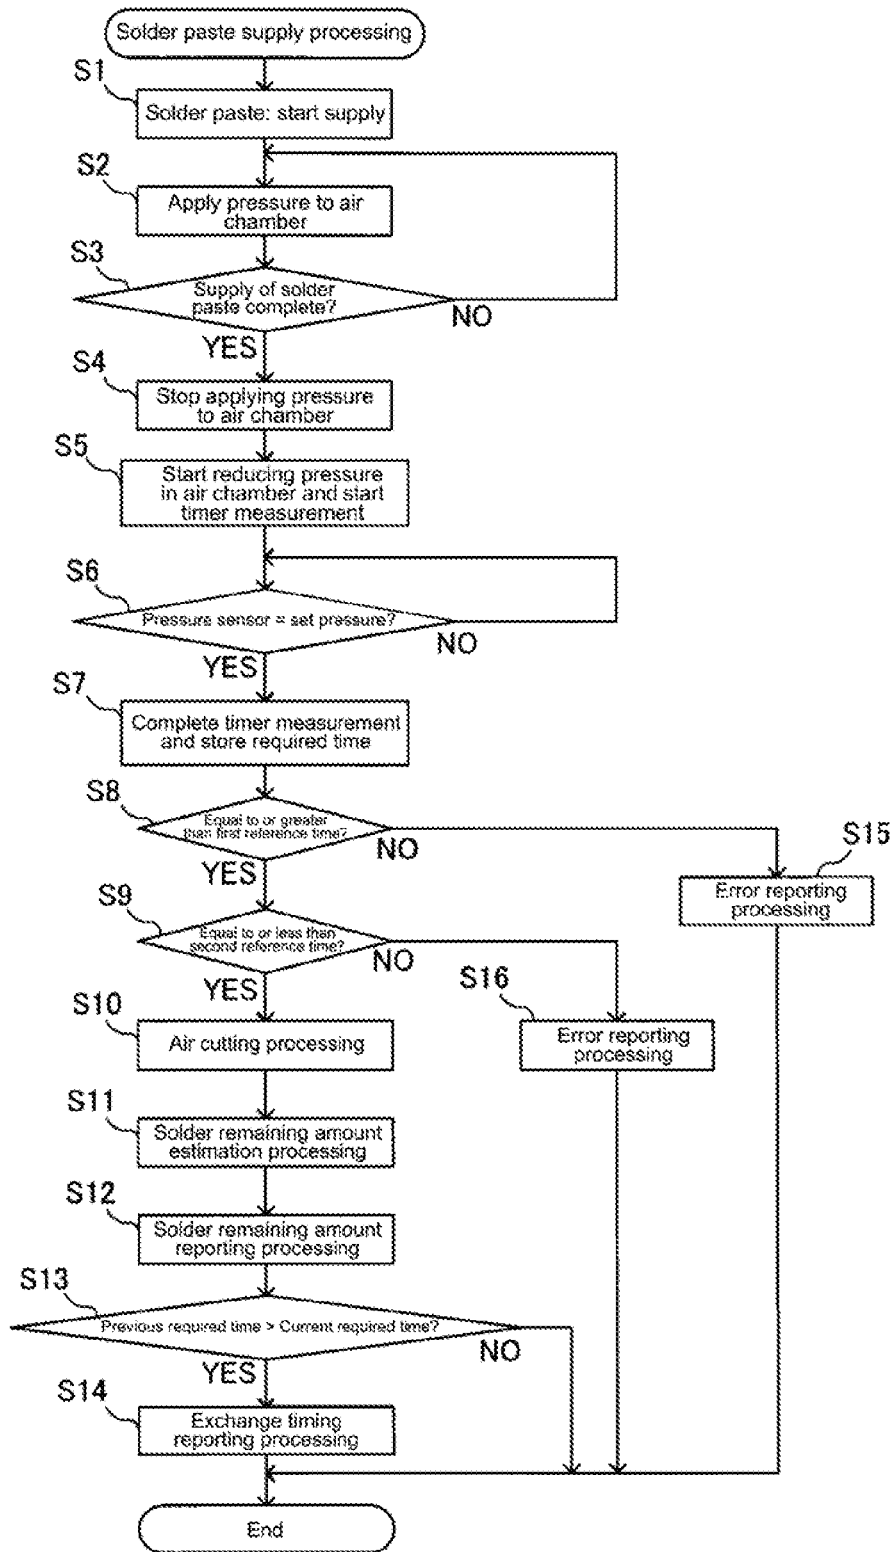 Solder paste supply processing
S1
Solder paste: start supply
S2
Apply pressure to air
chamber
S3
Supply of solder
paste complete?
NO
YES
S4
Stop applying pressure
to air chamber
S5
Start reducing pressure
in air chamber and start
timer measurement
S6
Pressure sensor = set pressure?
NO
YES
S7
Complete timer measurement
and store required time
S8
Equal to or greater
than first reference time?
NO
YES
S15
Error reporting
processing
S9
Equal to or less than
second reference time?
NO
YES
S16
Error reporting
processing
S10
Air cutting processing
S11
Solder remaining amount
estimation processing
S12
Solder remaining amount
reporting processing
S13
Previous required time > Current required time?
NO
YES
S14
Exchange timing
reporting processing
End